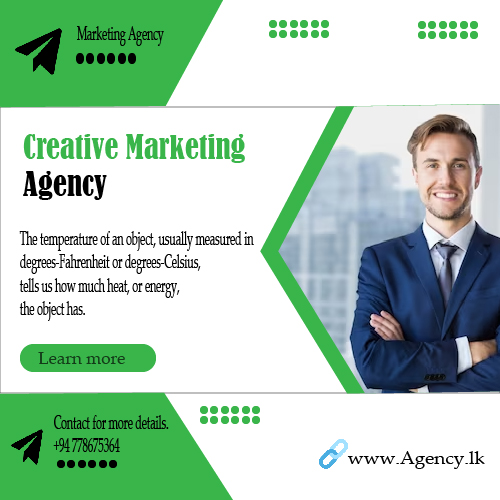 Marketing Agency
Creative Marketing
Agency
The temperature of an object, usually measured in
degrees-Fahrenheit or degrees-Celsius,
tells us how much heat, or energy,
the object has.
Learn more
Contact for more details.
+94 778675364
www.Agency.lk